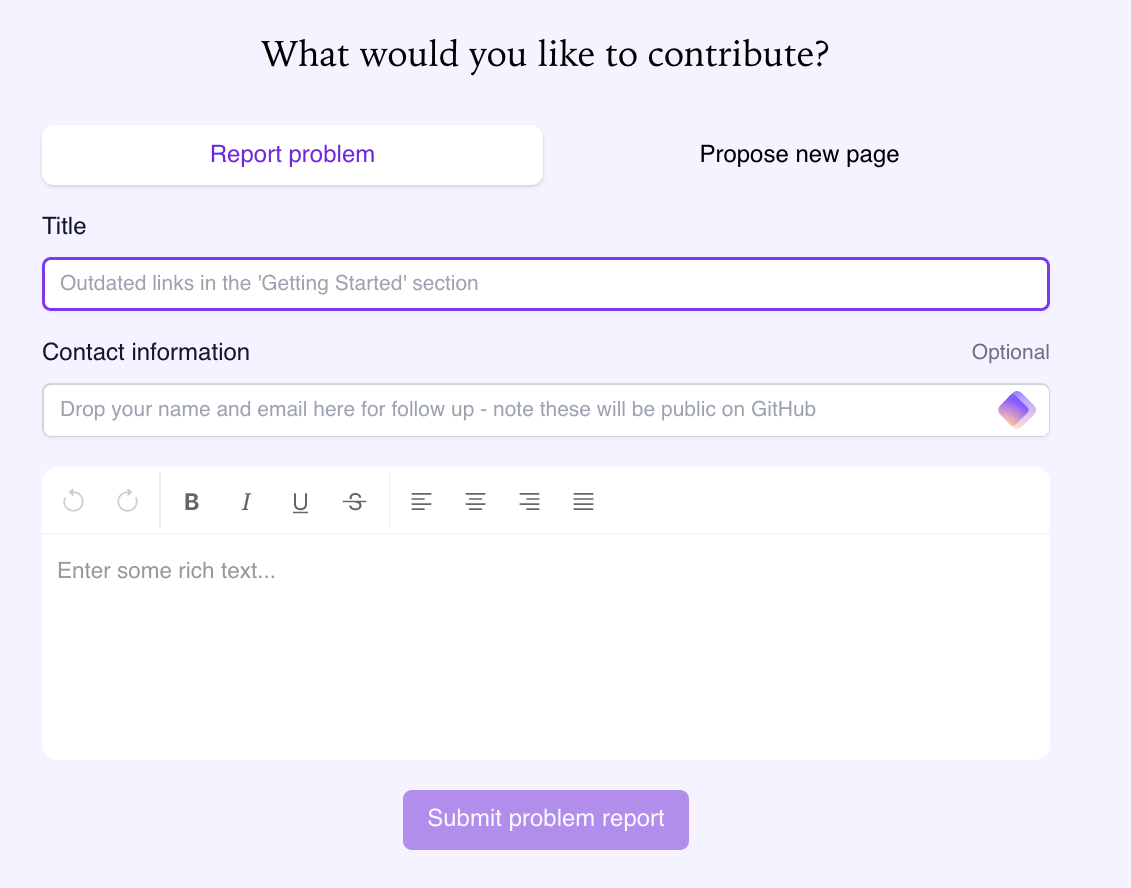 What would you like to contribute?
Report problem
Propose new page
Title
Outdated links in the 'Getting Started' section
Contact information
Optional
Drop your name and email here for follow up - note these will be public on GitHub
B I U S
Enter some rich text...
Submit problem report